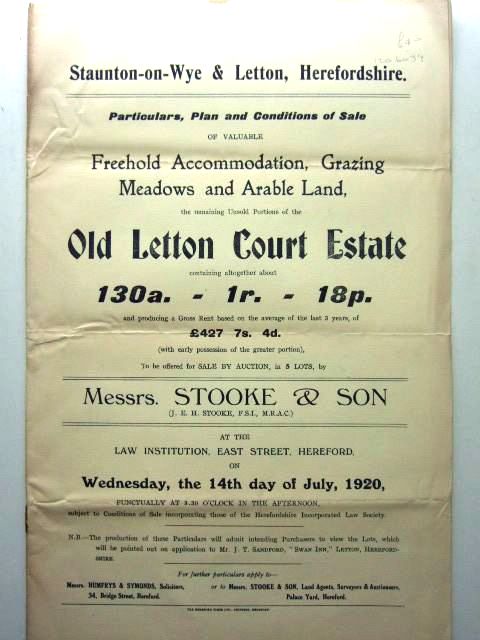 Staunton-on-Wye & Letton, Herefordshire.
Particulars, Plan and Conditions of Sale
OF VALUABLE
Freehold Accommodation, Grazing
Meadows and Arable Land,
the remaining Unsold Portions of the
Old Letton Court Estate
containing altogether about
130a. - 1r. - 18p.
and producing a Gross Rent based on the average of the last 3 years, of
£427 7s. 4d.
(with early possession of the greater portion),
To be offered for SALE BY AUCTION, in 5 LOTS, by
Messrs. STOOKE & SON
(J. E. H. STOOKE, F.S.I., M.R.A.C.)
AT THE
LAW INSTITUTION, EAST STREET, HEREFORD,
ON
Wednesday, the 14th day of July, 1920,
PUNCTUALLY AT 3.30 O'CLOCK IN THE AFTERNOON,
subject to Conditions of Sale incorporating those of the Herefordshire Incorporated Law Society.
N.B.—The production of these Particulars will admit intending Purchasers to view the Lots, which
will be pointed out on application to Mr. J. T. SANDFORD, "SWAN INN," LETTON, HEREFORD-
SHIRE.
For further particulars apply to—
Messrs. HUMFRYS & SYMONDS, Solicitors, or to Messrs. STOOKE & SON, Land Agents, Surveyors & Auctioneers,
34, Bridge Street, Hereford. Palace Yard, Hereford.
THE HEREFORD TIMES LTD., PRINTERS, HEREFORD